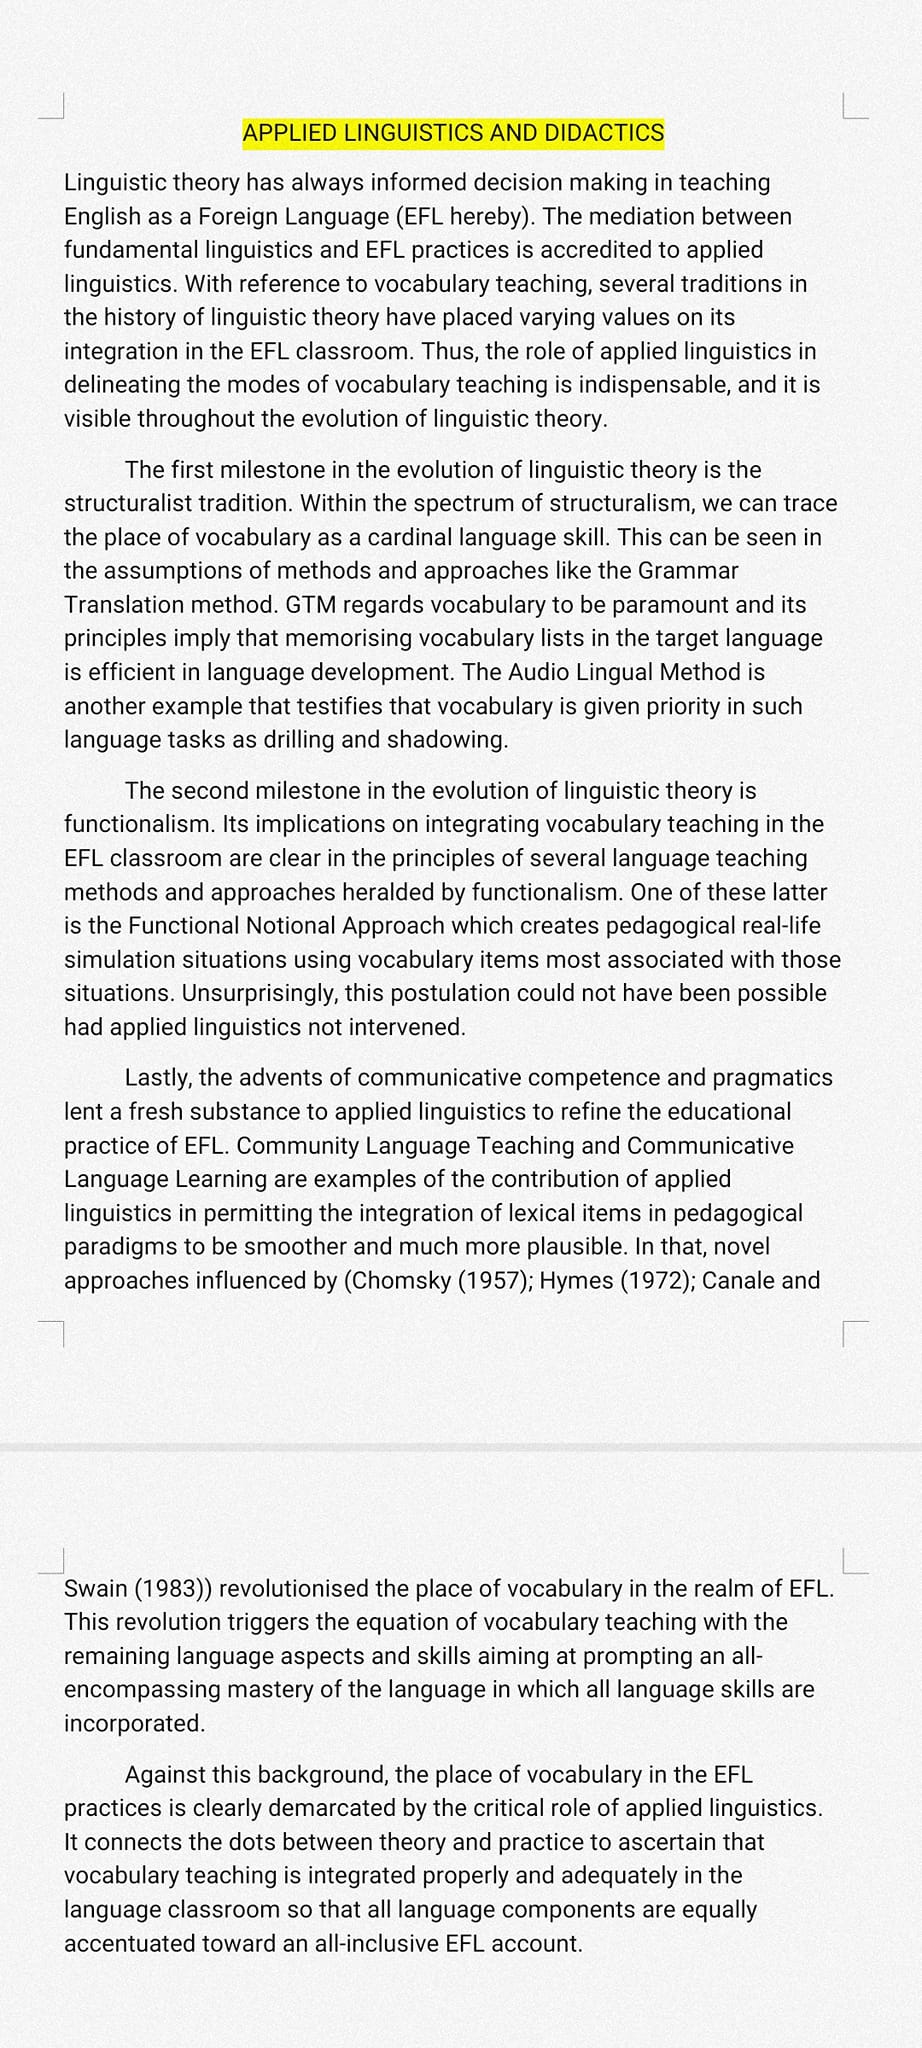 APPLIED LINGUISTICS AND DIDACTICS
Linguistic theory has always informed decision making in teaching
English as a Foreign Language (EFL hereby). The mediation between
fundamental linguistics and EFL practices is accredited to applied
linguistics. With reference to vocabulary teaching, several traditions in
the history of linguistic theory have placed varying values on its
integration in the EFL classroom. Thus, the role of applied linguistics in
delineating the modes of vocabulary teaching is indispensable, and it is
visible throughout the evolution of linguistic theory.
The first milestone in the evolution of linguistic theory is the
structuralist tradition. Within the spectrum of structuralism, we can trace
the place of vocabulary as a cardinal language skill. This can be seen in
the assumptions of methods and approaches like the Grammar
Translation method. GTM regards vocabulary to be paramount and its
principles imply that memorising vocabulary lists in the target language
is efficient in language development. The Audio Lingual Method is
another example that testifies that vocabulary is given priority in such
language tasks as drilling and shadowing.
The second milestone in the evolution of linguistic theory is
functionalism. Its implications on integrating vocabulary teaching in the
EFL classroom are clear in the principles of several language teaching
methods and approaches heralded by functionalism. One of these latter
is the Functional Notional Approach which creates pedagogical real-life
simulation situations using vocabulary items most associated with those
situations. Unsurprisingly, this postulation could not have been possible
had applied linguistics not intervened.
Lastly, the advents of communicative competence and pragmatics
lent a fresh substance to applied linguistics to refine the educational
practice of EFL. Community Language Teaching and Communicative
Language Learning are examples of the contribution of applied
linguistics in permitting the integration of lexical items in pedagogical
paradigms to be smoother and much more plausible. In that, novel
approaches influenced by (Chomsky (1957); Hymes (1972); Canale and
Swain (1983)) revolutionised the place of vocabulary in the realm of EFL.
This revolution triggers the equation of vocabulary teaching with the
remaining language aspects and skills aiming at prompting an all-
encompassing mastery of the language in which all language skills are
incorporated.
Against this background, the place of vocabulary in the EFL
practices is clearly demarcated by the critical role of applied linguistics.
It connects the dots between theory and practice to ascertain that
vocabulary teaching is integrated properly and adequately in the
language classroom so that all language components are equally
accentuated toward an all-inclusive EFL account.